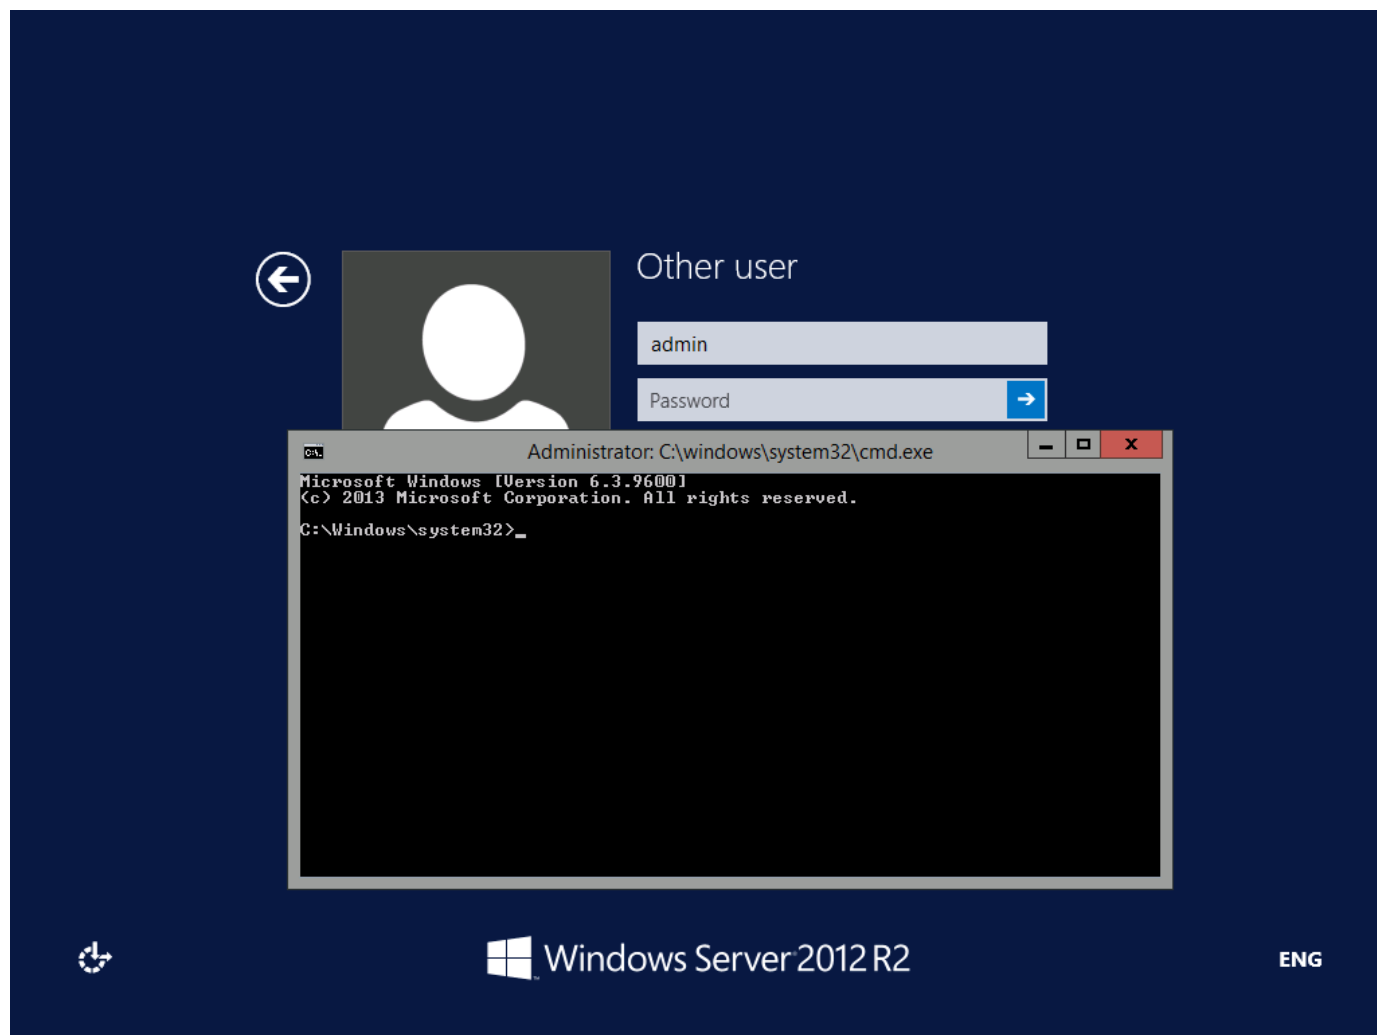 Other user
admin
Password
Administrator: C:\windows\system32\cmd.exe
Microsoft Windows [Version 6.3.9600]
(c) 2013 Microsoft Corporation. All rights reserved.
C:\Windows\system32>_
Windows Server 2012 R2
ENG